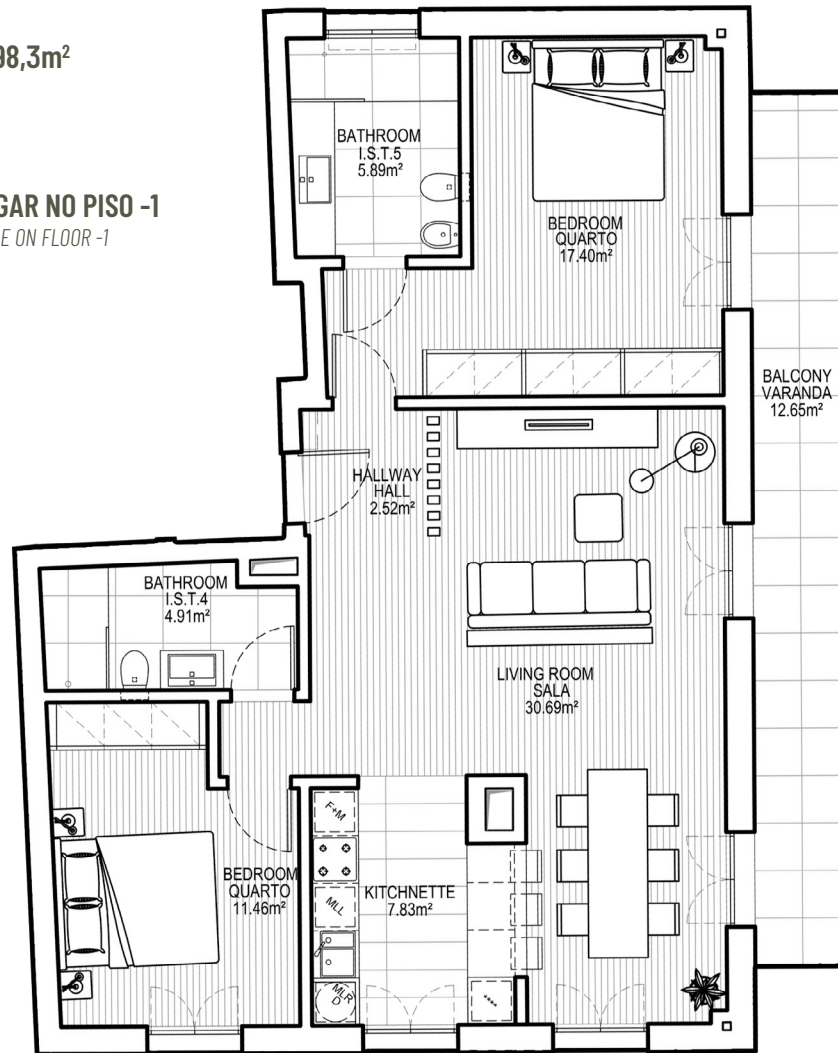 98,3m²
GAR NO PISO -1
E ON FLOOR -1
BATHROOM
I.S.T.5
5.89m²
BEDROOM
QUARTO
17.40m²
BALCONY
VARANDA
12.65m²
HALLWAY
HALL
2.52m²
BATHROOM
I.S.T.4
4.91m²
LIVING ROOM
SALA
30.69m²
F+M
BEDROOM
QUARTO
11.46m²
KITCHNETTE
7.83m²
MLL
MLR
D